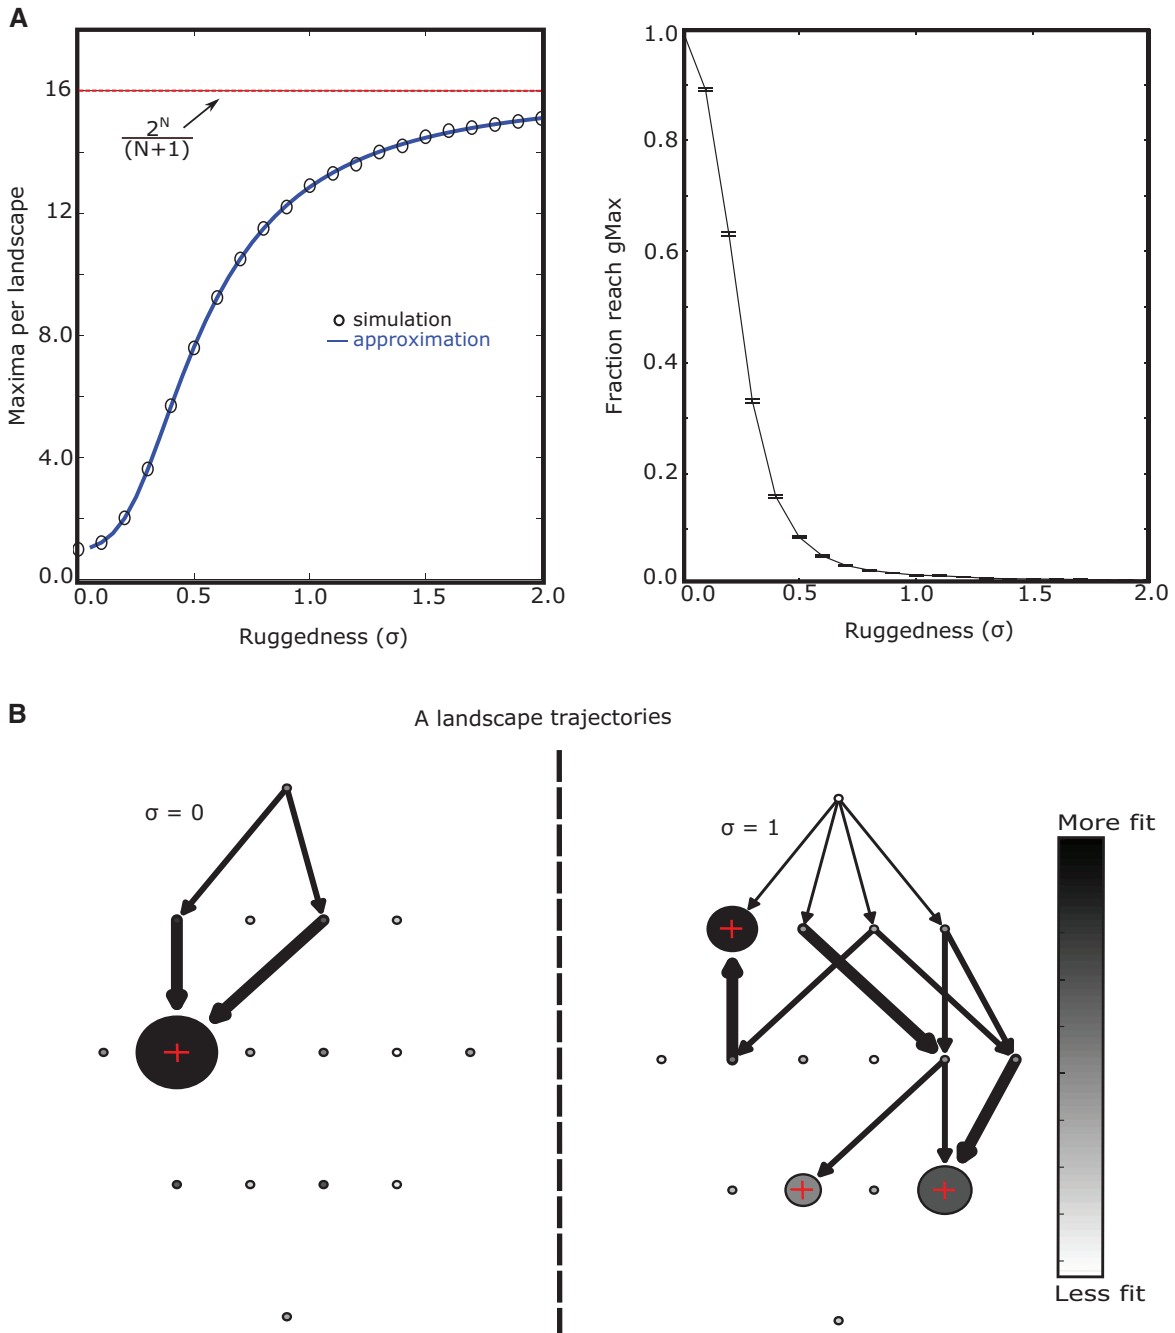 A
16
12
8.0
4.0
0.0
0.0
0.5
1.0
1.5
2.0
Maxima per landscape
Ruggedness (σ)
2^N
(N+1)
simulation
approximation
1.0
0.8
0.6
0.4
0.2
0.0
0.0
0.5
1.0
1.5
2.0
Fraction reach gMax
Ruggedness (σ)
B
A landscape trajectories
σ = 0
σ = 1
More fit
Less fit